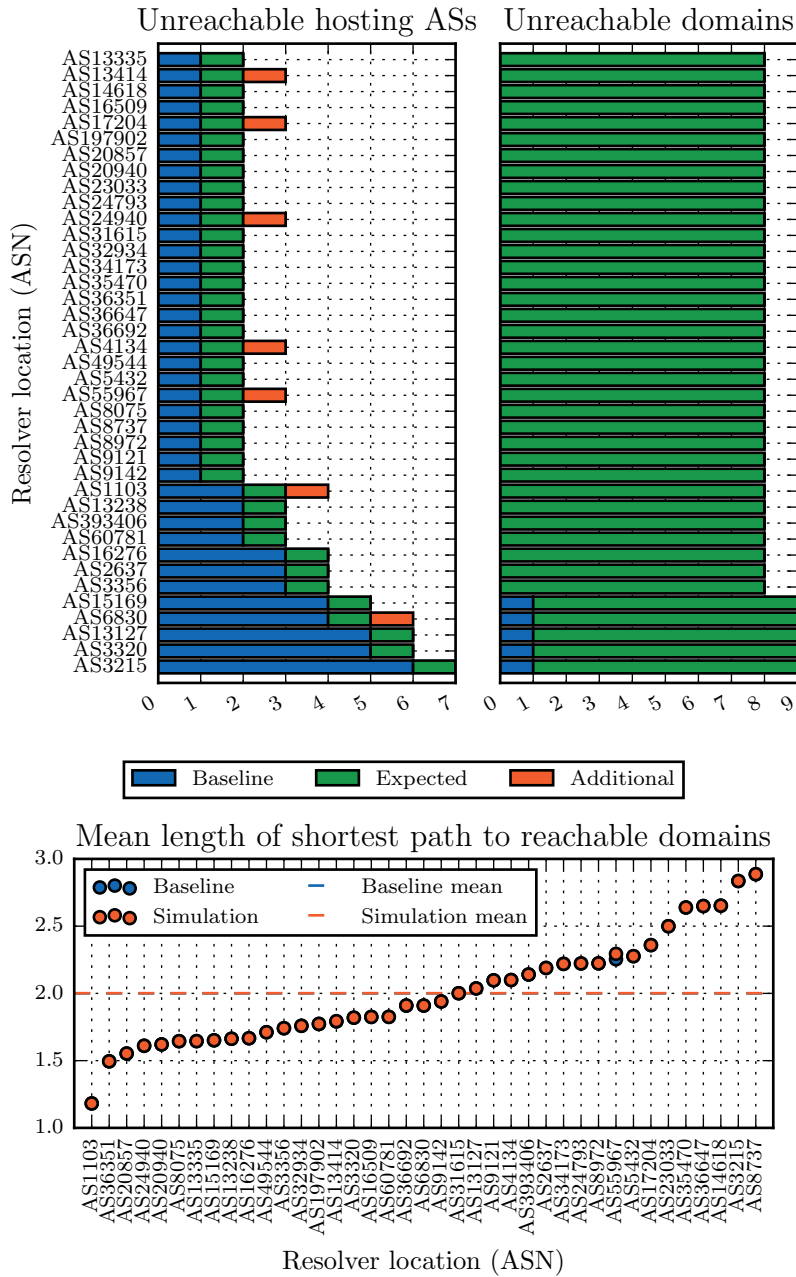 Unreachable hosting ASs
Unreachable domains
Resolver location (ASN)
AS13335
AS13414
AS14618
AS16509
AS17204
AS197902
AS20857
AS20940
AS23033
AS24793
AS24940
AS31615
AS32934
AS34173
AS35470
AS36351
AS36647
AS36692
AS4134
AS49544
AS5432
AS55967
AS8075
AS8737
AS8972
AS9121
AS9142
AS1103
AS13238
AS393406
AS60781
AS16276
AS2637
AS3356
AS15169
AS6830
AS13127
AS3320
AS3215
0 1 2 3 4 5 6 7
0 1 2 3 4 5 6 7 8 9
Baseline Expected Additional
Mean length of shortest path to reachable domains
3.0
2.5
2.0
1.5
1.0
Baseline Baseline mean
Simulation Simulation mean
AS1103
AS36351
AS20857
AS24940
AS20940
AS8075
AS13335
AS15169
AS13238
AS16276
AS49544
AS3356
AS32934
AS197902
AS13414
AS3320
AS16509
AS60781
AS36692
AS6830
AS9142
AS31615
AS13127
AS9121
AS4134
AS393406
AS2637
AS34173
AS24793
AS8972
AS55967
AS5432
AS17204
AS23033
AS35470
AS36647
AS14618
AS3215
AS8737
Resolver location (ASN)